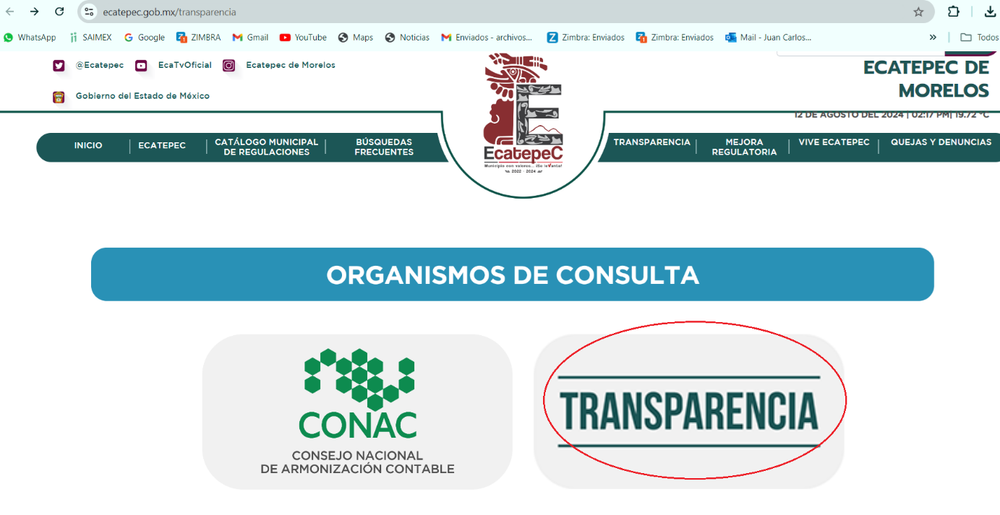 ecatepec.gob.mx/transparencia
WhatsApp SAIMEX Google ZIMBRA Gmail YouTube Maps Noticias Enviados - archivos... Zimbra: Enviados Zimbra: Enviados Mail - Juan Carlos... » Todos
@Ecatepec EcaTvOficial Ecatepec de Morelos
Gobierno del Estado de México
ECATEPEC DE
MORELOS
12 DE AGOSTO DEL 2024 | 02:17 PM| 19.72 °C
INICIO
ECATEPEC
CATÁLOGO MUNICIPAL
DE REGULACIONES
BÚSQUEDAS
FRECUENTES
EcatepeC
Municipio con valores... ¡Se leVanta!
2022 - 2024
TRANSPARENCIA
MEJORA
REGULATORIA
VIVE ECATEPEC
QUEJAS Y DENUNCIAS
ORGANISMOS DE CONSULTA
CONAC
CONSEJO NACIONAL
DE ARMONIZACIÓN CONTABLE
TRANSPARENCIA